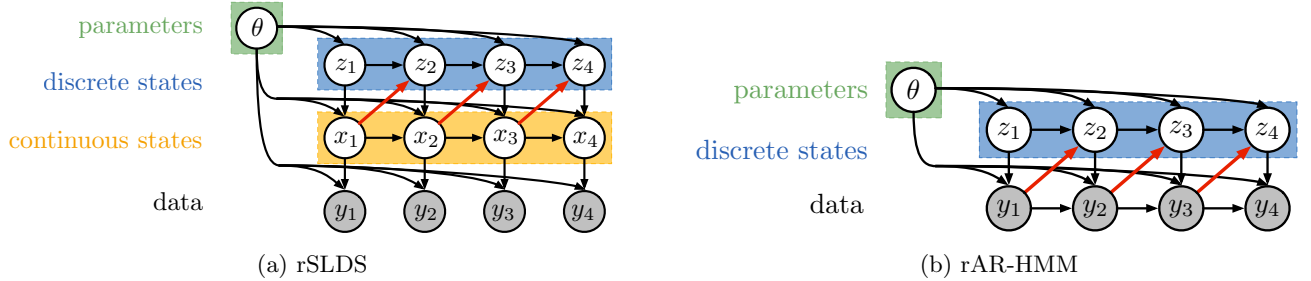 parameters
θ
z₁ z₂ z₃ z₄
discrete states
continuous states
x₁ x₂ x₃ x₄
data
y₁ y₂ y₃ y₄
(a) rSLDS
parameters
θ
z₁ z₂ z₃ z₄
discrete states
data
y₁ y₂ y₃ y₄
(b) rAR-HMM